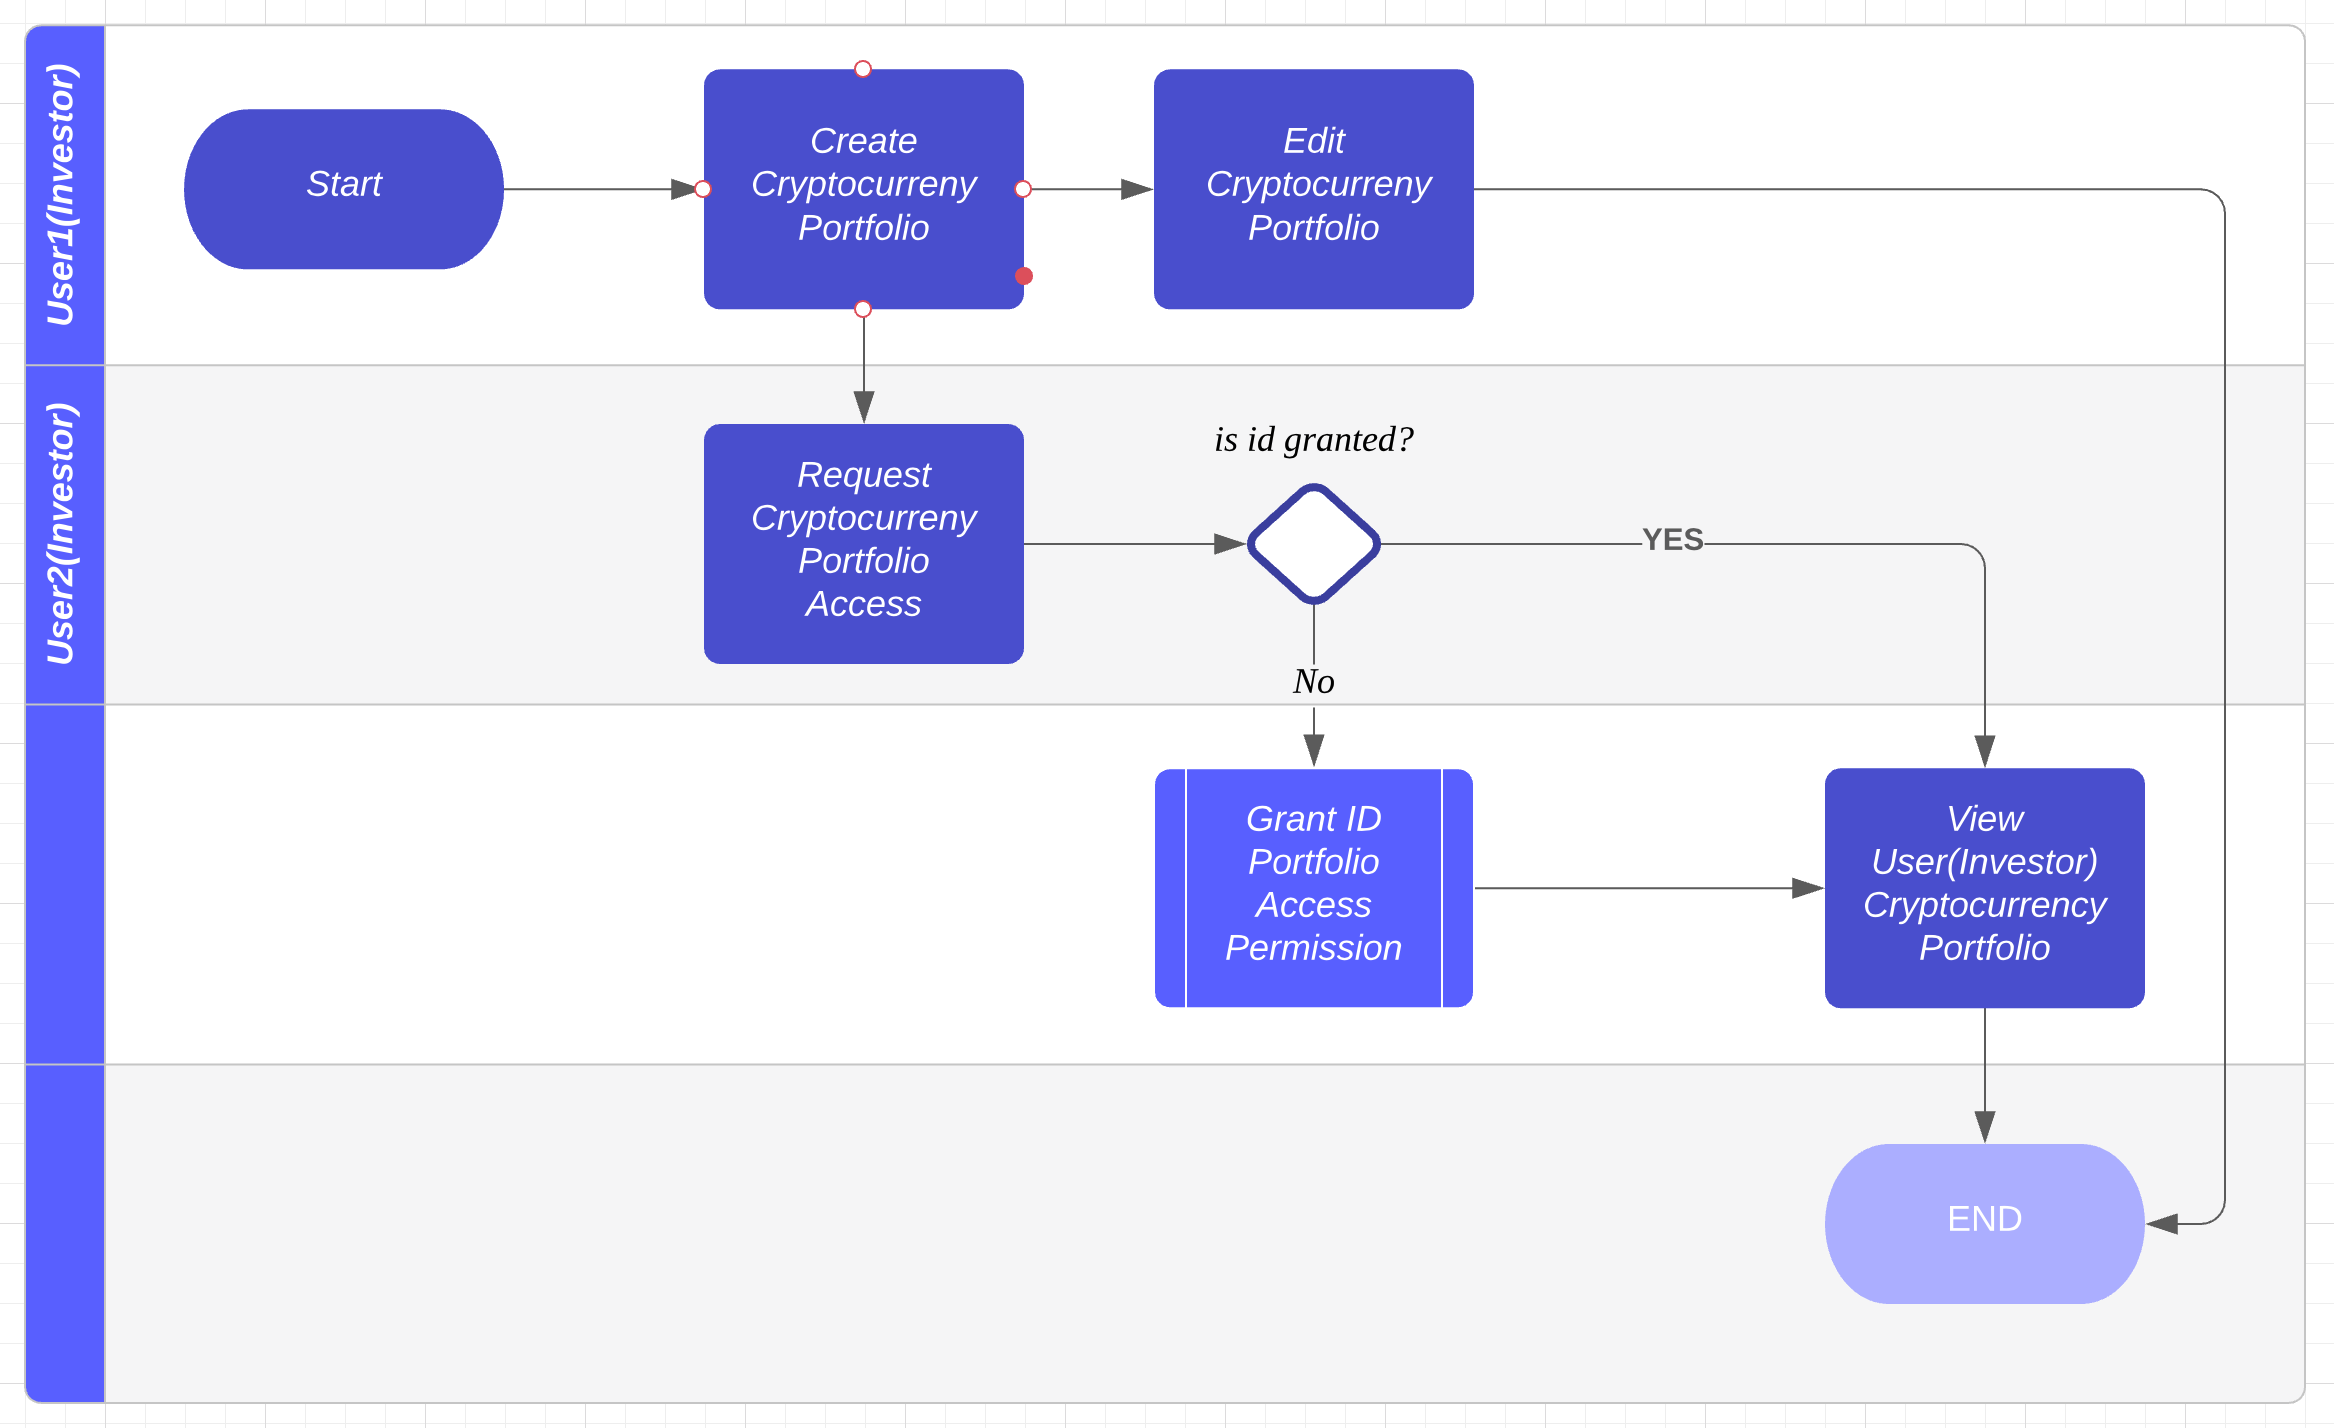 User1(Investor)
Start
Create
Cryptocurreny
Portfolio
Edit
Cryptocurreny
Portfolio
User2(Investor)
Request
Cryptocurreny
Portfolio
Access
is id granted?
YES
No
Grant ID
Portfolio
Access
Permission
View
User(Investor)
Cryptocurrency
Portfolio
END